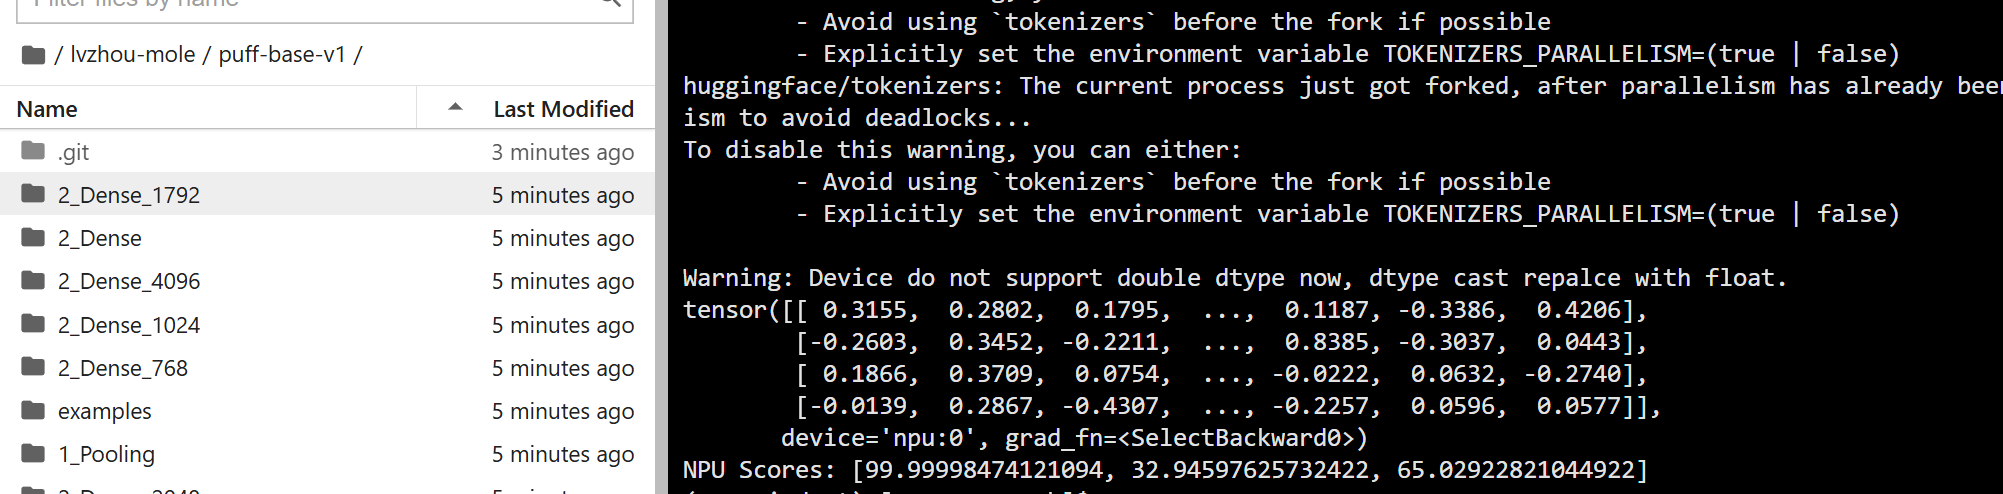 Filter files by name
/ lvzhou-mole / puff-base-v1 /
Name Last Modified
.git 3 minutes ago
2_Dense_1792 5 minutes ago
2_Dense 5 minutes ago
2_Dense_4096 5 minutes ago
2_Dense_1024 5 minutes ago
2_Dense_768 5 minutes ago
examples 5 minutes ago
1_Pooling 5 minutes ago
- Avoid using `tokenizers` before the fork if possible
- Explicitly set the environment variable TOKENIZERS_PARALLELISM=(true | false)
huggingface/tokenizers: The current process just got forked, after parallelism has already been
ism to avoid deadlocks...
To disable this warning, you can either:
- Avoid using `tokenizers` before the fork if possible
- Explicitly set the environment variable TOKENIZERS_PARALLELISM=(true | false)
Warning: Device do not support double dtype now, dtype cast repalce with float.
tensor([[ 0.3155, 0.2802, 0.1795, ..., 0.1187, -0.3386, 0.4206],
[-0.2603, 0.3452, -0.2211, ..., 0.8385, -0.3037, 0.0443],
[ 0.1866, 0.3709, 0.0754, ..., -0.0222, 0.0632, -0.2740],
[-0.0139, 0.2867, -0.4307, ..., -0.2257, 0.0596, 0.0577]],
device='npu:0', grad_fn=<SelectBackward0>)
NPU Scores: [99.99998474121094, 32.94597625732422, 65.02922821044922]